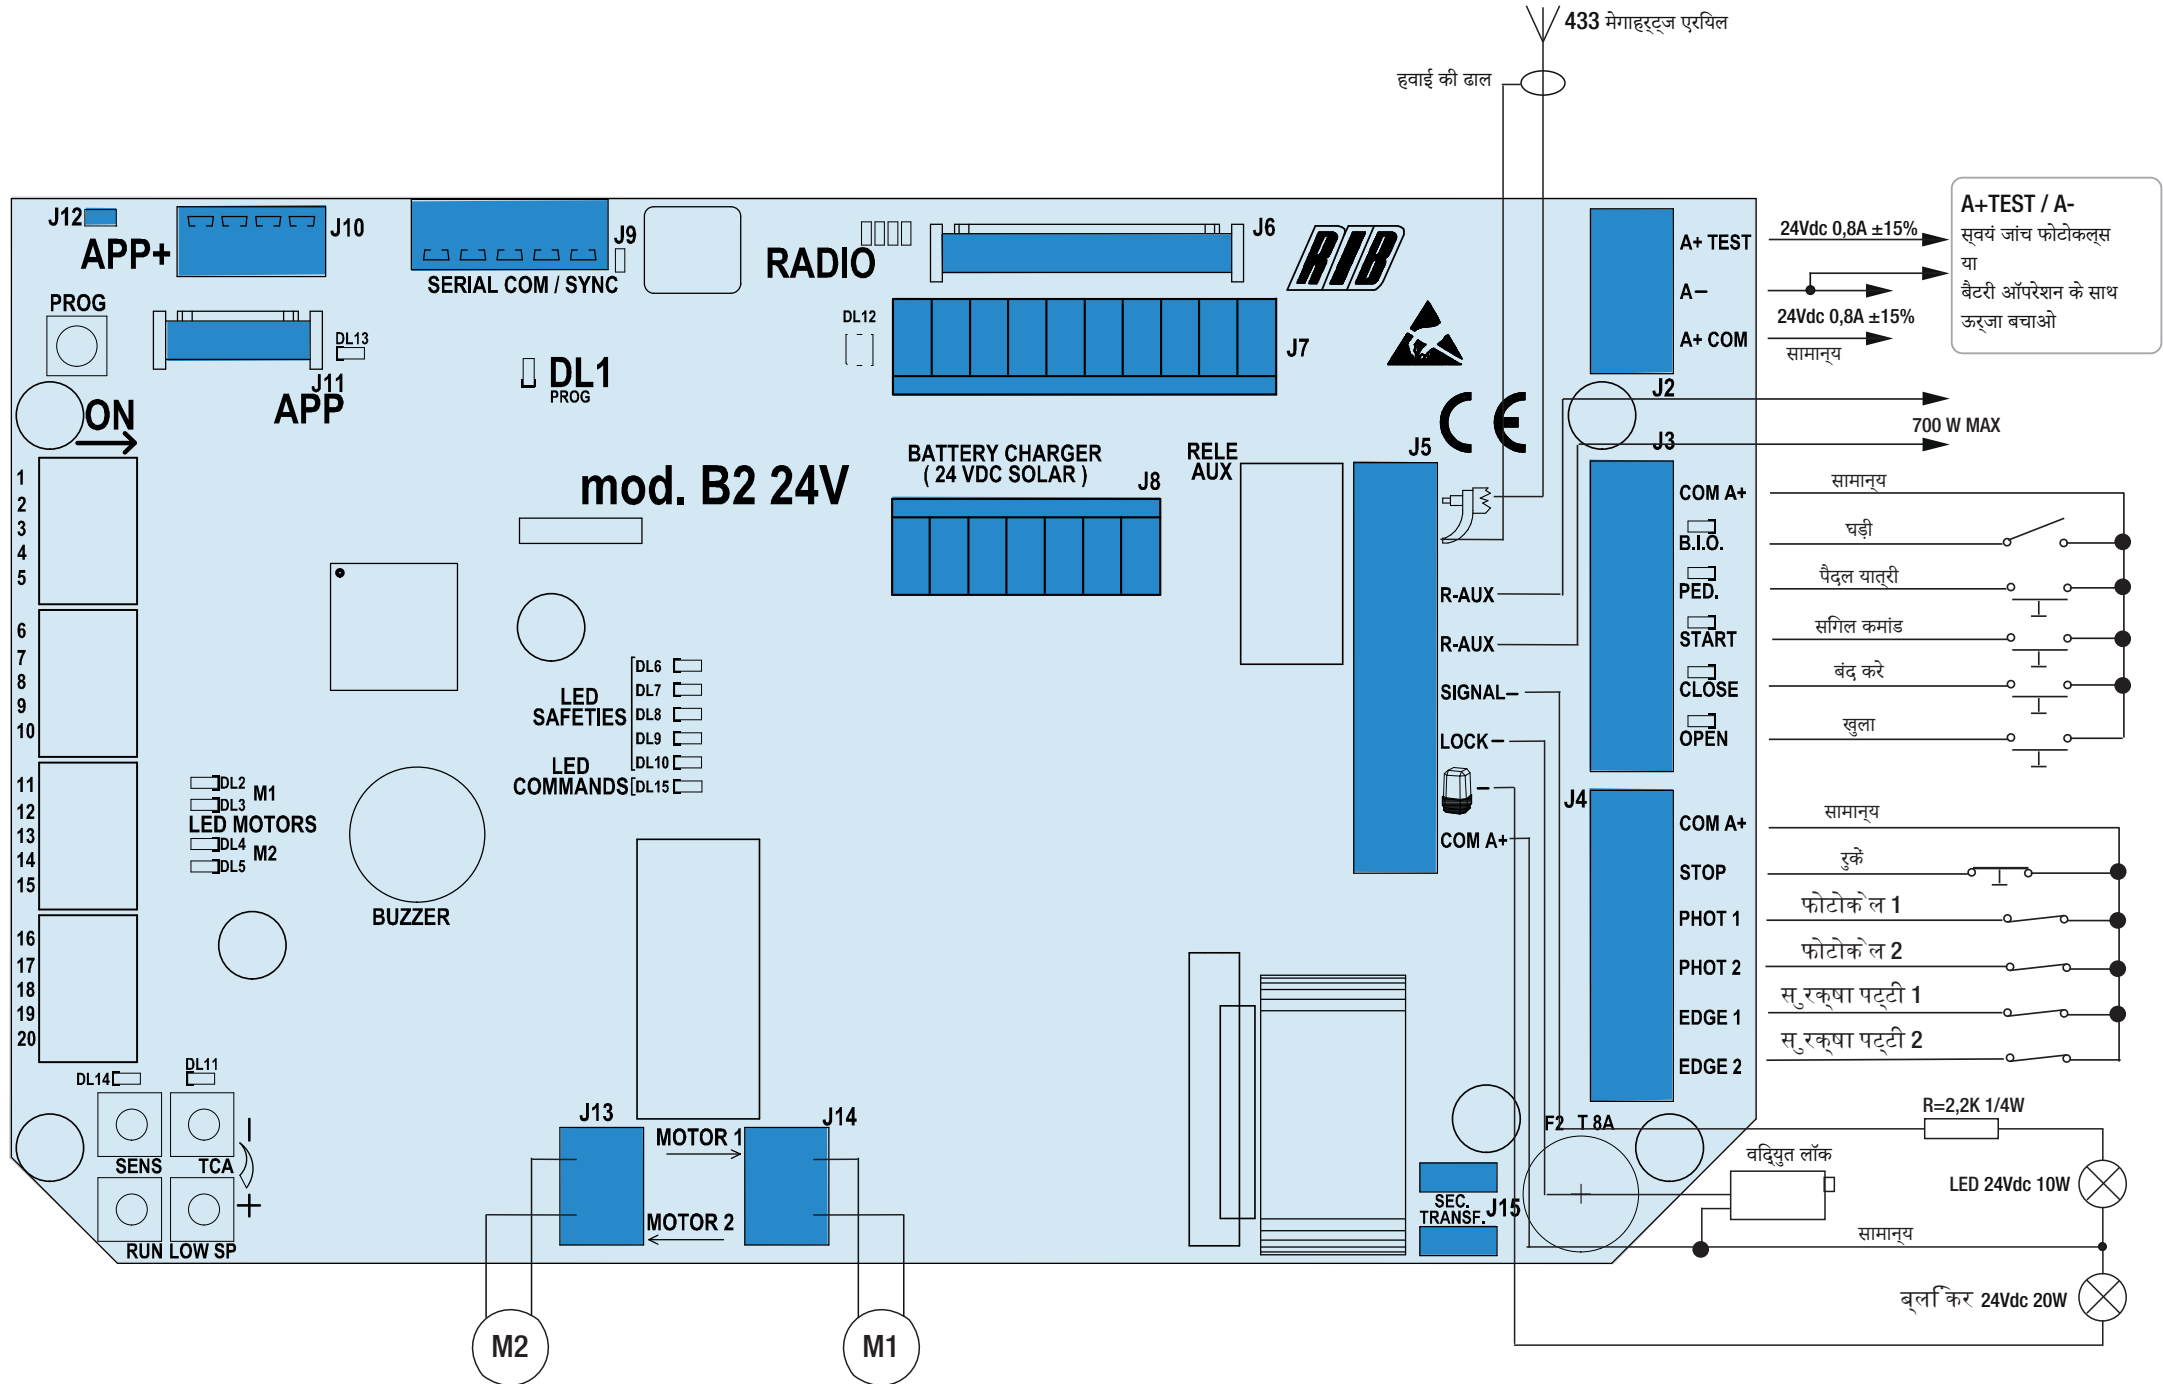 433 मेगाहर्ट्ज एरयिल
हवाई की ढाल
J12
APP+
J10
SERIAL COM / SYNC
J9
RADIO
J6
RIB
A+ TEST
A–
A+ COM
24Vdc 0,8A ±15%
24Vdc 0,8A ±15%
सामान्य
A+TEST / A-
स्वयं जांच फोटोकल्स
या
बैटरी ऑपरेशन के साथ
ऊर्जा बचाओ
PROG
DL13
J11
APP
DL1
PROG
DL12
J7
J2
ON
CE
700 W MAX
J3
mod. B2 24V
BATTERY CHARGER
( 24 VDC SOLAR )
J8
RELE
AUX
J5
R-AUX
R-AUX
SIGNAL–
LOCK –
-
COM A+
COM A+
B.I.O.
PED.
START
CLOSE
OPEN
सामान्य
घड़ी
पैदल यात्री
सगिल कमांड
बंद करे
खुला
1
2
3
4
5
6
7
8
9
10
11
12
13
14
15
16
17
18
19
20
LED
SAFETIES
DL6
DL7
DL8
DL9
DL10
LED
COMMANDS
DL15
DL2
M1
DL3
LED MOTORS
DL4
M2
DL5
BUZZER
J4
COM A+
STOP
PHOT 1
PHOT 2
EDGE 1
EDGE 2
सामान्य
रुकें
फोटोकेल 1
फोटोकेल 2
सुरक्षा पट्टी 1
सुरक्षा पट्टी 2
DL14
DL11
SENS
TCA
–
+
RUN
LOW SP
J13
MOTOR 1
J14
MOTOR 2
M2
M1
F2 T 8A
SEC.
TRANSF.
J15
R=2,2K 1/4W
वद्युित लॉक
LED 24Vdc 10W
सामान्य
ब्लींकिर 24Vdc 20W